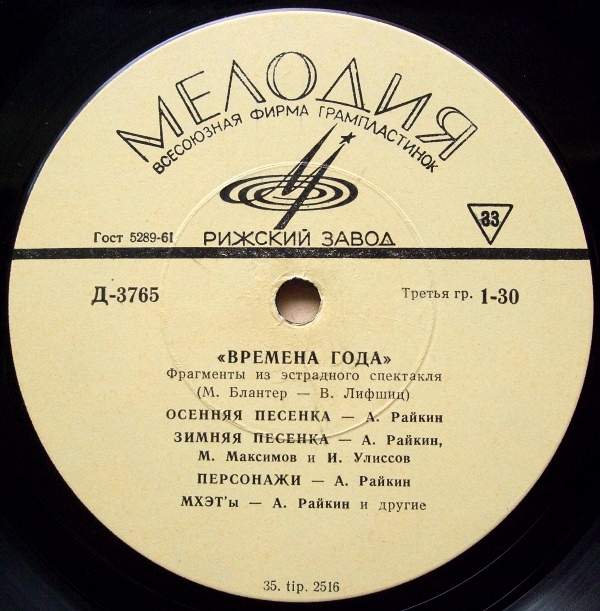 МЕЛОДИЯ
ВСЕСОЮЗНАЯ ФИРМА ГРАМПЛАСТИНОК
Гост 5289-61
РИЖСКИЙ ЗАВОД
33
Д-3765
Третья гр. 1-30
«ВРЕМЕНА ГОДА»
Фрагменты из эстрадного спектакля
(М. Блантер — В. Лифшиц)
ОСЕННЯЯ ПЕСЕНКА — А. Райкин
ЗИМНЯЯ ПЕСЕНКА — А. Райкин,
М. Максимов и И. Улиссов
ПЕРСОНАЖИ — А. Райкин
МХЭТ'ы — А. Райкин и другие
35. tip. 2516